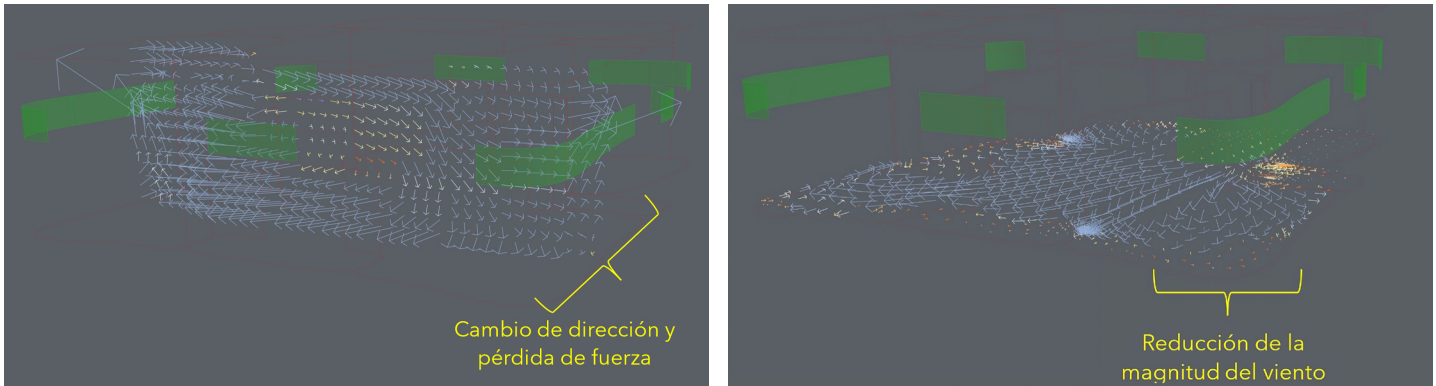 Cambio de dirección y
pérdida de fuerza
Reducción de la
magnitud del viento